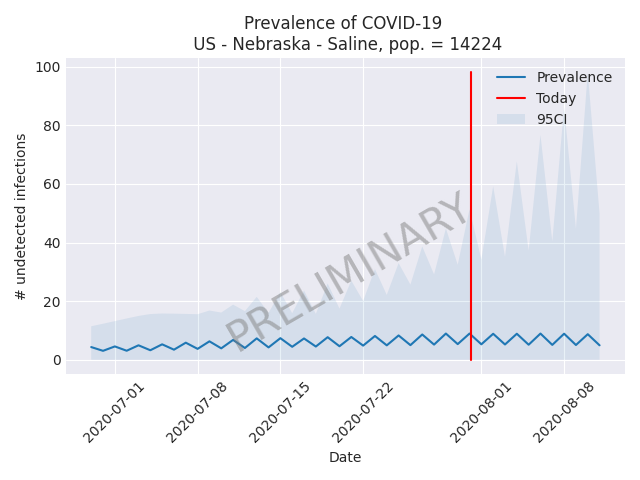 Prevalence of COVID-19
US - Nebraska - Saline, pop. = 14224
100
80
60
40
20
0
# undetected infections
Prevalence
Today
95CI
PRELIMINARY
2020-07-01
2020-07-08
2020-07-15
2020-07-22
2020-08-01
2020-08-08
Date